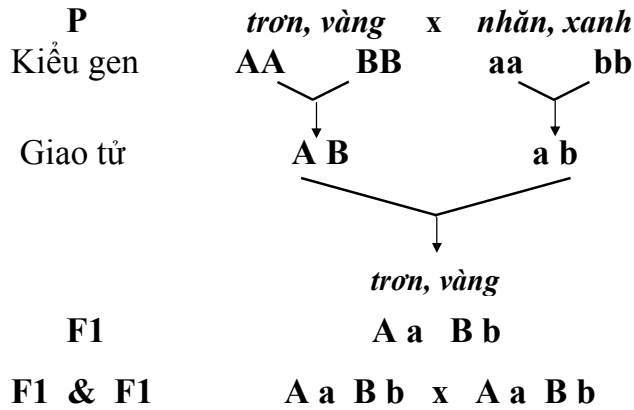 P trơn, vàng x nhăn, xanh
Kiểu gen AA BB aa bb
Giao tử A B a b
trơn, vàng
F1 A a B b
F1 & F1 A a B b x A a B b